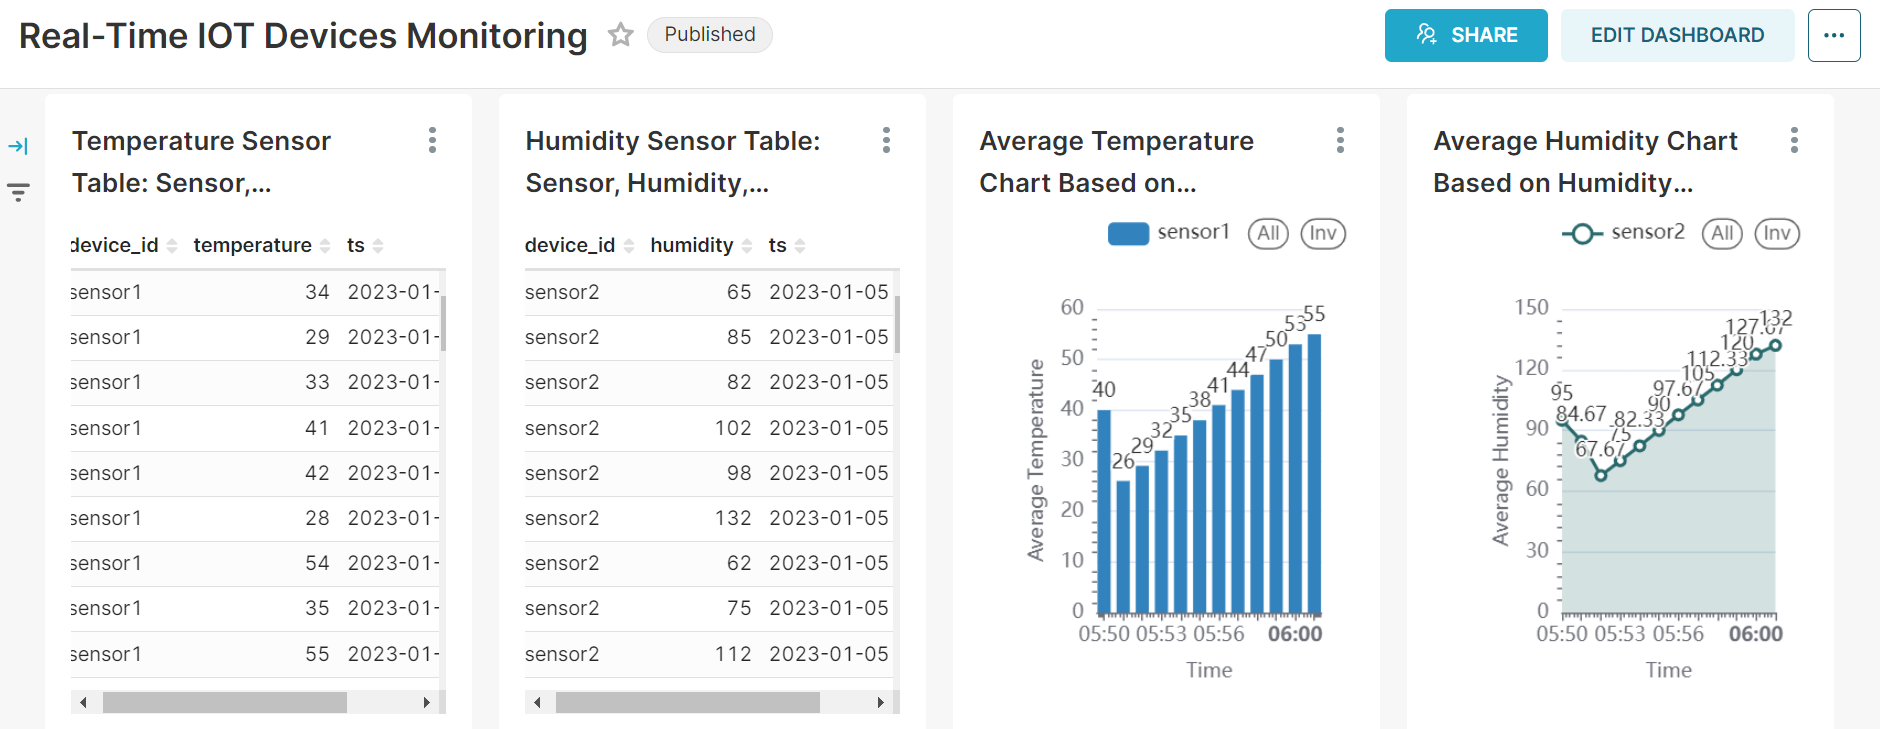 Real-Time IOT Devices Monitoring
Published
SHARE
EDIT DASHBOARD
Temperature Sensor
Table: Sensor,...
device_id temperature ts
sensor1 34 2023-01-
sensor1 29 2023-01-
sensor1 33 2023-01-
sensor1 41 2023-01-
sensor1 42 2023-01-
sensor1 28 2023-01-
sensor1 54 2023-01-
sensor1 35 2023-01-
sensor1 55 2023-01-
Humidity Sensor Table:
Sensor, Humidity,...
device_id humidity ts
sensor2 65 2023-01-05
sensor2 85 2023-01-05
sensor2 82 2023-01-05
sensor2 102 2023-01-05
sensor2 98 2023-01-05
sensor2 132 2023-01-05
sensor2 62 2023-01-05
sensor2 75 2023-01-05
sensor2 112 2023-01-05
Average Temperature
Chart Based on...
sensor1 All Inv
Average Temperature
60
50
40
30
20
10
0
40
26
29
32
35
38
41
44
47
50
53
55
05:50 05:53 05:56 06:00
Time
Average Humidity Chart
Based on Humidity...
sensor2 All Inv
Average Humidity
150
120
90
60
30
0
95
84.67
67.67
75
82.33
90
97.67
105
112.33
120
127.67
132
05:50 05:53 05:56 06:00
Time